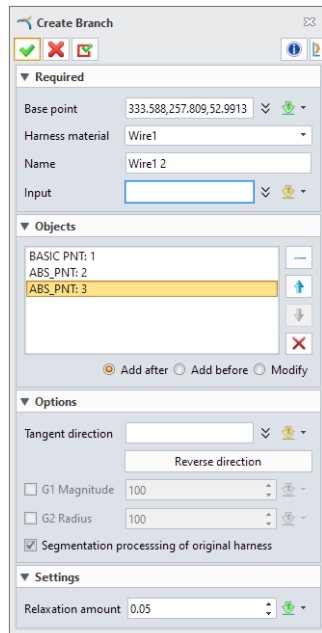 Create Branch
▼ Required
Base point 333.588,257.809,52.9913
Harness material Wire1
Name Wire1 2
Input
▼ Objects
BASIC PNT: 1
ABS_PNT: 2
ABS_PNT: 3
Add after Add before Modify
▼ Options
Tangent direction
Reverse direction
G1 Magnitude 100
G2 Radius 100
Segmentation processsing of original harness
▼ Settings
Relaxation amount 0.05